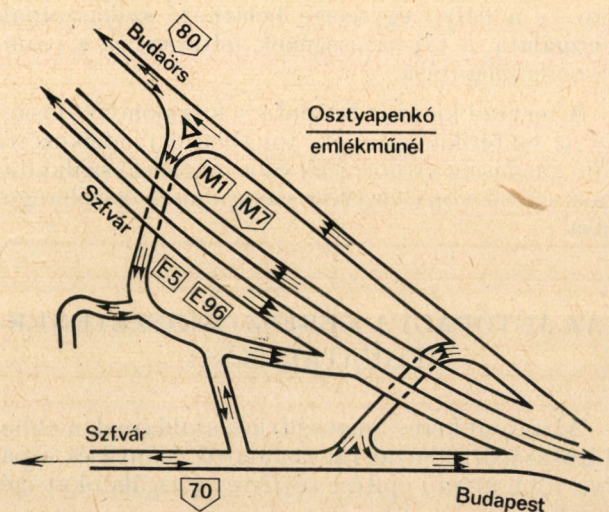 80
Budaörs
Osztyapenkó
emlékműnél
M1 M7
Szf.vár
E5 E96
Szf.vár
70
Budapest